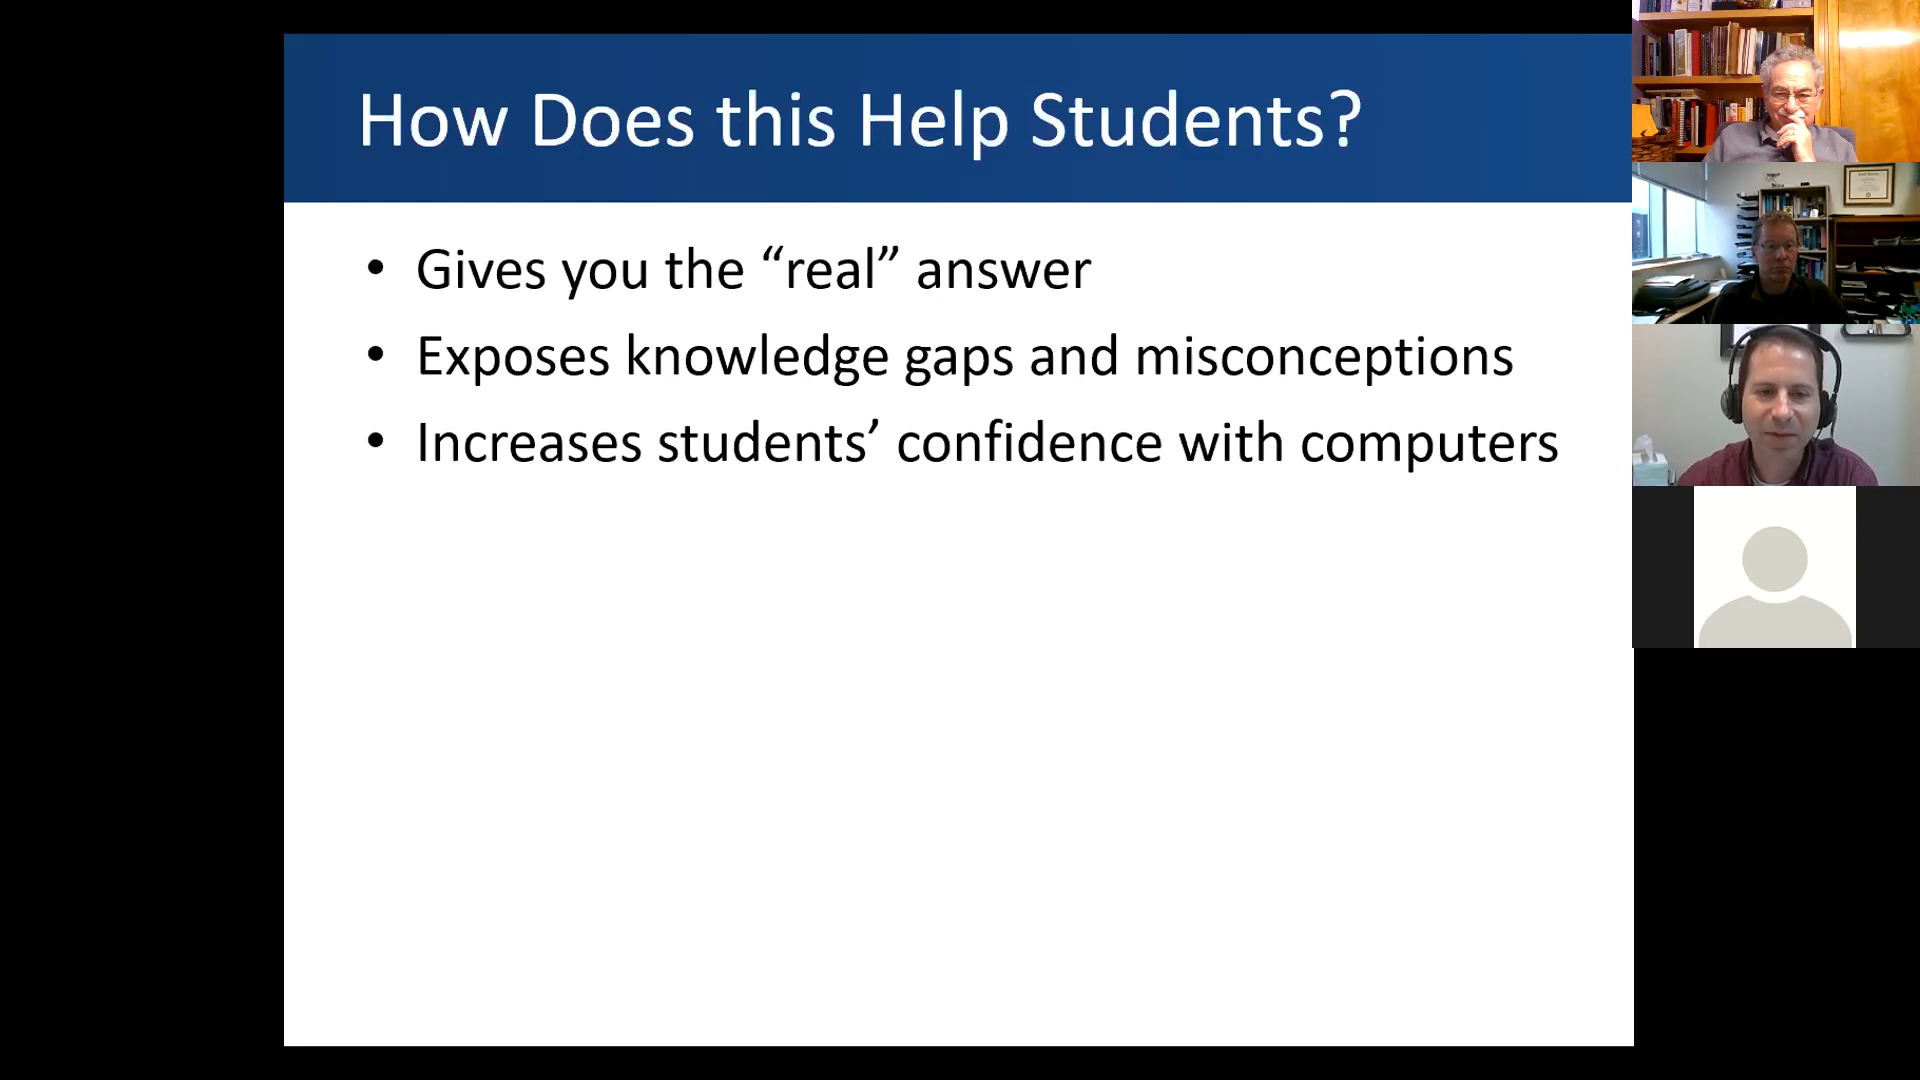 How Does this Help Students?
• Gives you the “real” answer
• Exposes knowledge gaps and misconceptions
• Increases students’ confidence with computers